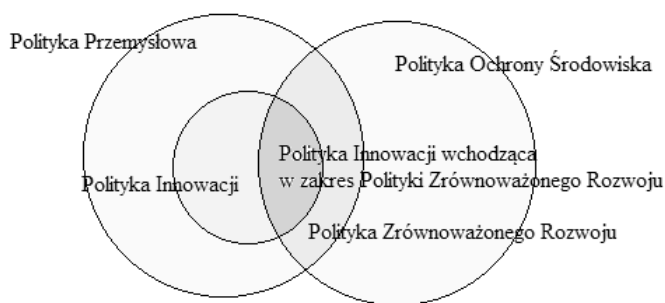 Polityka Przemysłowa
Polityka Ochrony Środowiska
Polityka Innowacji wchodząca
w zakres Polityki Zrównoważonego Rozwoju
Polityka Innowacji
Polityka Zrównoważonego Rozwoju